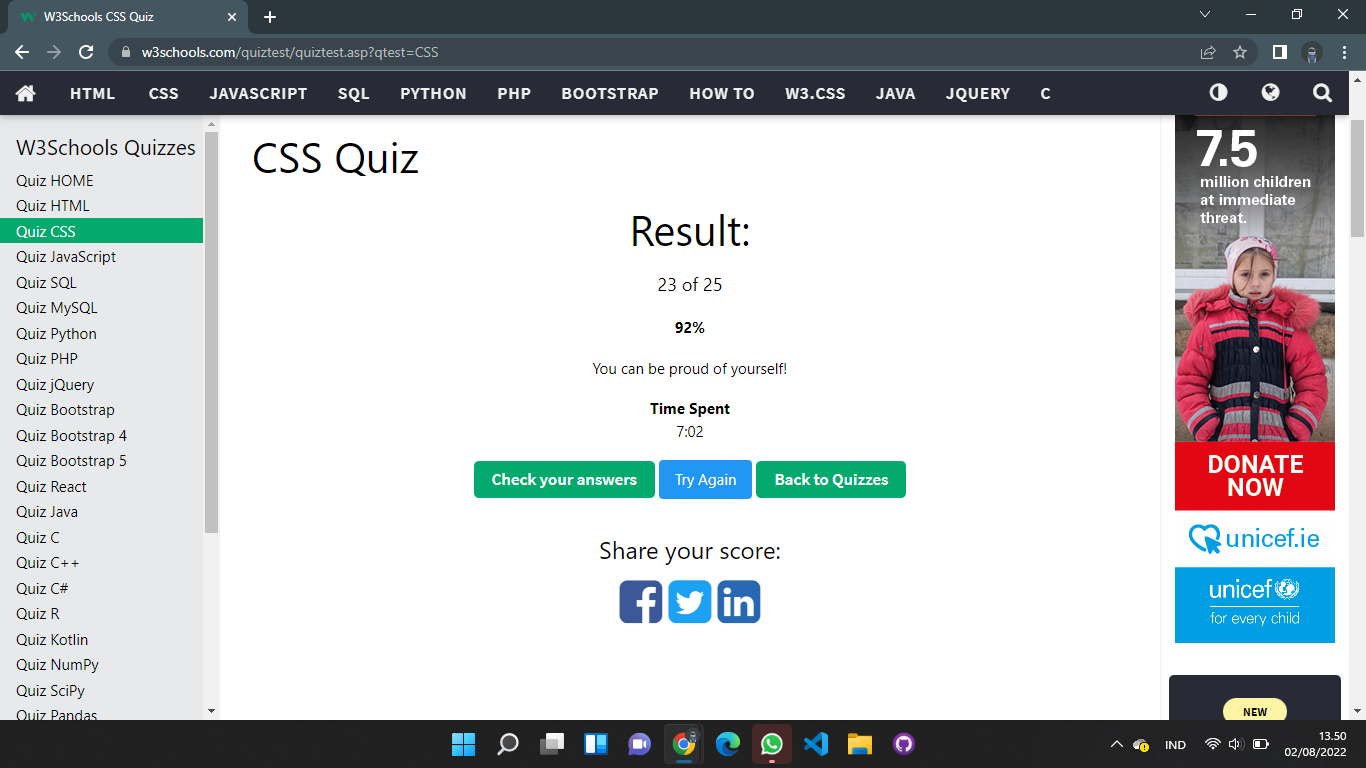 W3Schools CSS Quiz
w3schools.com/quiztest/quiztest.asp?qtest=CSS
HTML CSS JAVASCRIPT SQL PYTHON PHP BOOTSTRAP HOW TO W3.CSS JAVA JQUERY C
W3Schools Quizzes
Quiz HOME
Quiz HTML
Quiz CSS
Quiz JavaScript
Quiz SQL
Quiz MySQL
Quiz Python
Quiz PHP
Quiz jQuery
Quiz Bootstrap
Quiz Bootstrap 4
Quiz Bootstrap 5
Quiz React
Quiz Java
Quiz C
Quiz C++
Quiz C#
Quiz R
Quiz Kotlin
Quiz NumPy
Quiz SciPy
Quiz Pandas
CSS Quiz
Result:
23 of 25
92%
You can be proud of yourself!
Time Spent
7:02
Check your answers Try Again Back to Quizzes
Share your score:
7.5
million children
at immediate
threat.
DONATE
NOW
unicef.ie
unicef
for every child
NEW
IND
13.50
02/08/2022